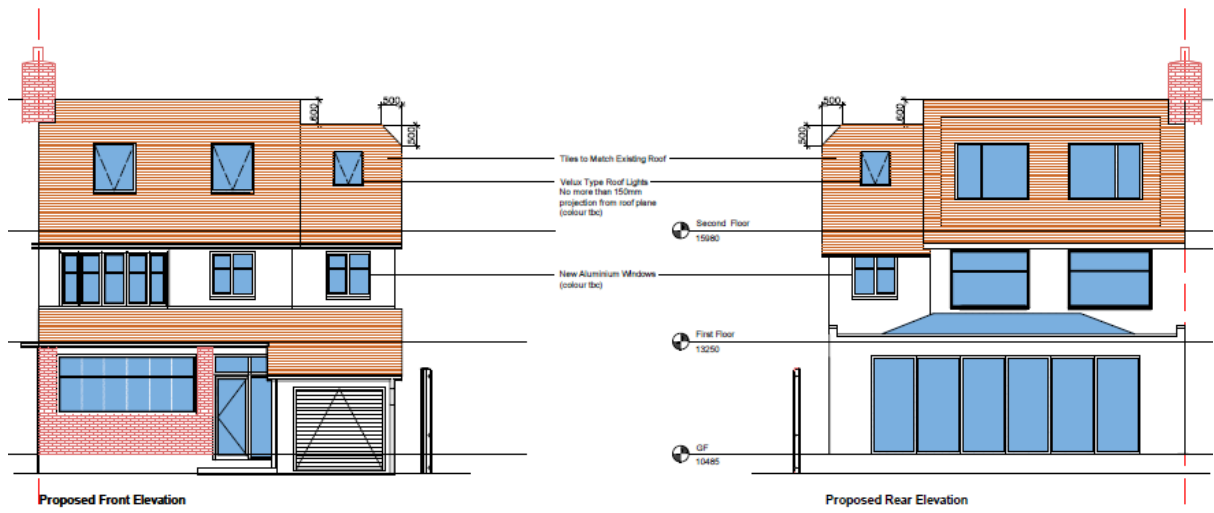 500
600
500
500
600
500
Tiles to Match Existing Roof
Velux Type Roof Lights
No more than 150mm
projection from roof plane
(colour tbc)
Second Floor
15980
New Aluminium Windows
(colour tbc)
First Floor
13250
GF
10485
Proposed Front Elevation
Proposed Rear Elevation